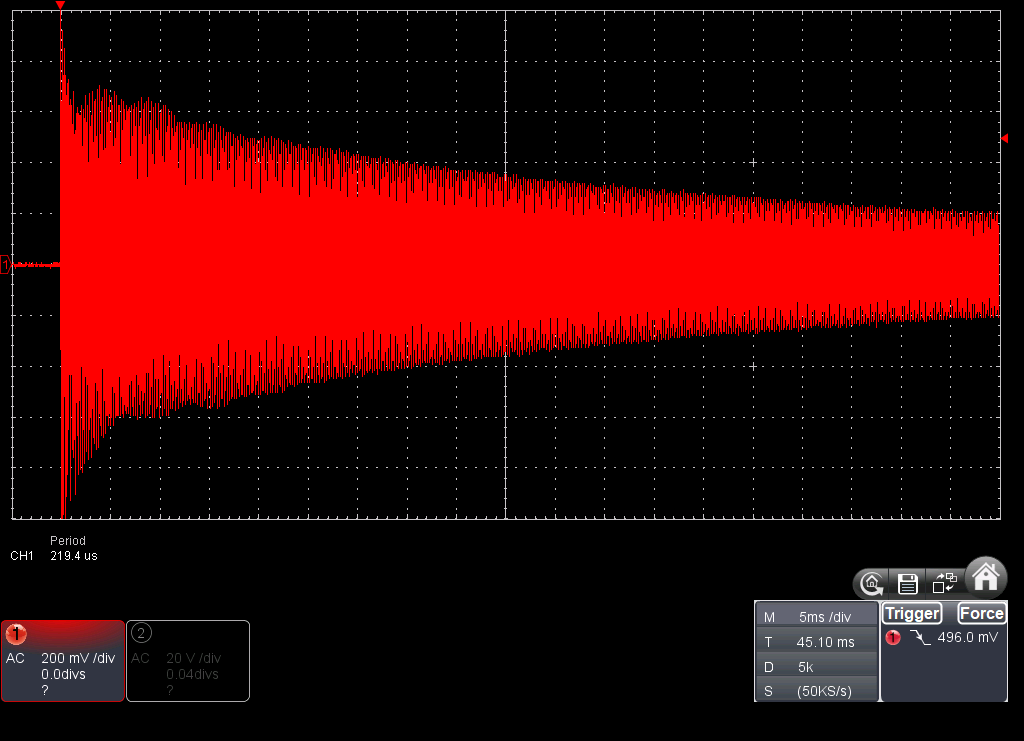 1
Period
CH1 219.4 us
1
AC 200 mV /div
0.0divs
?
2
AC 20 V /div
0.04divs
?
M 5ms /div
T 45.10 ms
D 5k
S (50KS/s)
Trigger Force
1 496.0 mV